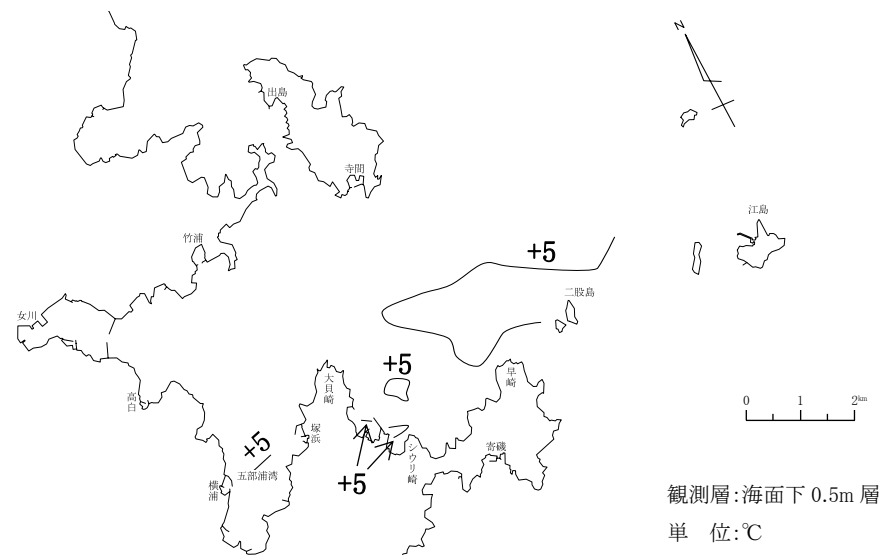 N
出島
寺間
江島
竹浦
+5
二股島
女川
+5
大貝崎
早崎
高白
0 1 2km
塚浜
+5
シウリ崎
寄磯
五部浦湾
横浦
+5
観測層:海面下 0.5m 層
単 位:℃